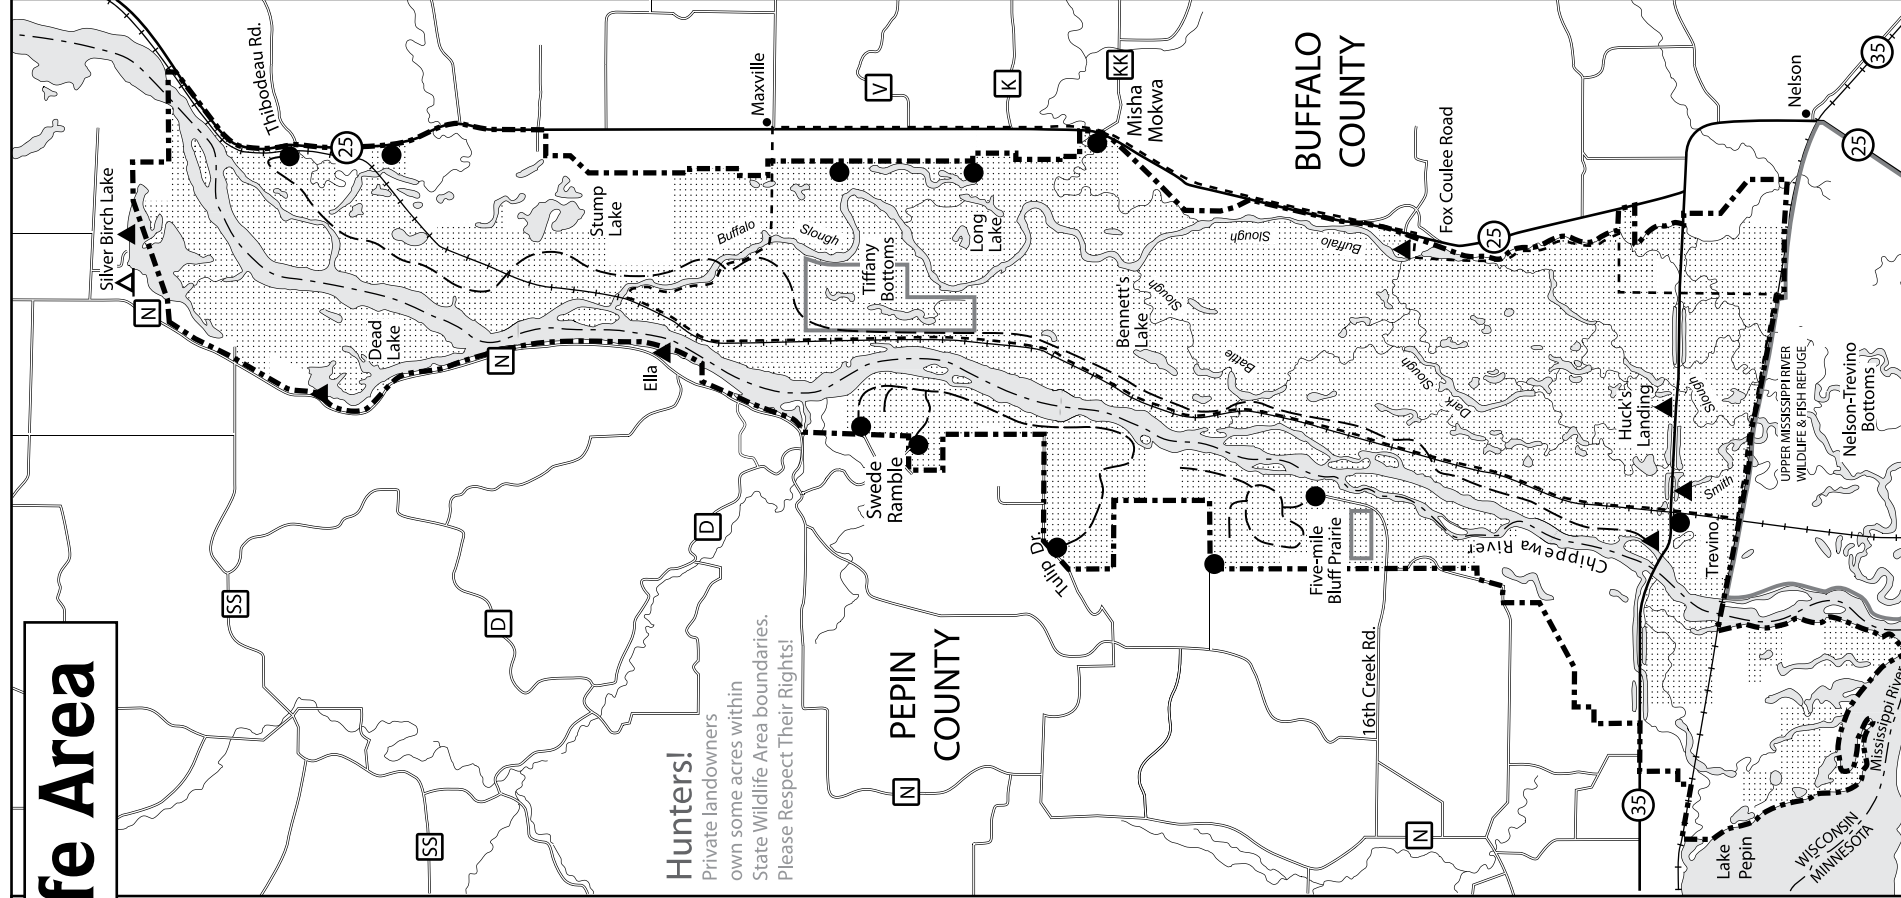 fe Area
Hunters!
Private landowners
own some acres within
State Wildlife Area boundaries.
Please Respect Their Rights!
PEPIN
COUNTY
BUFFALO
COUNTY
Silver Birch Lake
Thibodeau Rd.
N
25
Dead
Lake
Stump
Lake
Maxville
V
K
KK
Misha
Mokwa
N
Ella
Buffalo
Slough
Tiffany
Bottoms
Long
Lake
Bennett's
Lake
Slough
Battle
Slough
Buffalo
Fox Coulee Road
25
Nelson
35
25
Dark
Slough
Huck's
Landing
Slough
Smith
UPPER MISSISSIPPI RIVER
WILDLIFE & FISH REFUGE
Nelson-Trevino
Bottoms
Swede
Ramble
Tulip Dr.
Five-mile
Bluff Prairie
Chippewa River
Trevino
16th Creek Rd.
D
D
SS
SS
N
N
35
Lake
Pepin
WISCONSIN
MINNESOTA
Mississippi River